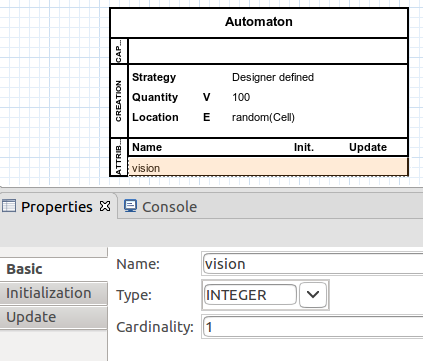 Automaton
CAP...
CREATION
Strategy Designer defined
Quantity V 100
Location E random(Cell)
ATTRIB...
Name Init. Update
vision
Properties Console
Basic
Initialization
Update
Name: vision
Type: INTEGER
Cardinality: 1